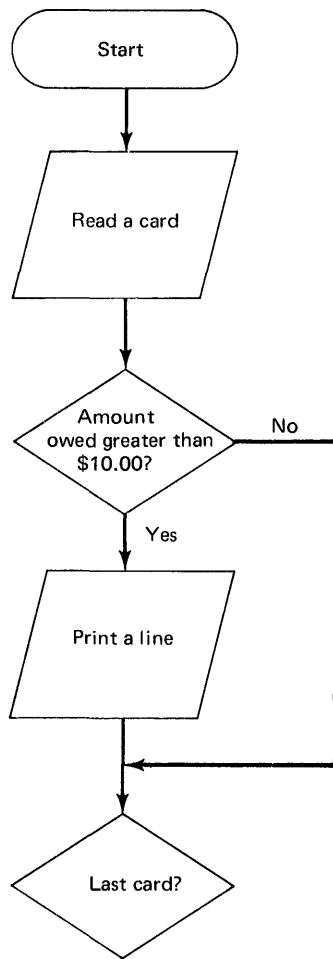 Start
Read a card
Amount
owed greater than
$10.00?
No
Yes
Print a line
Last card?